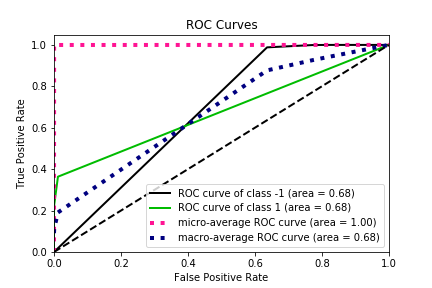 ROC Curves
True Positive Rate
1.0
0.8
0.6
0.4
0.2
0.0
ROC curve of class -1 (area = 0.68)
ROC curve of class 1 (area = 0.68)
micro-average ROC curve (area = 1.00)
macro-average ROC curve (area = 0.68)
0.0 0.2 0.4 0.6 0.8 1.0
False Positive Rate